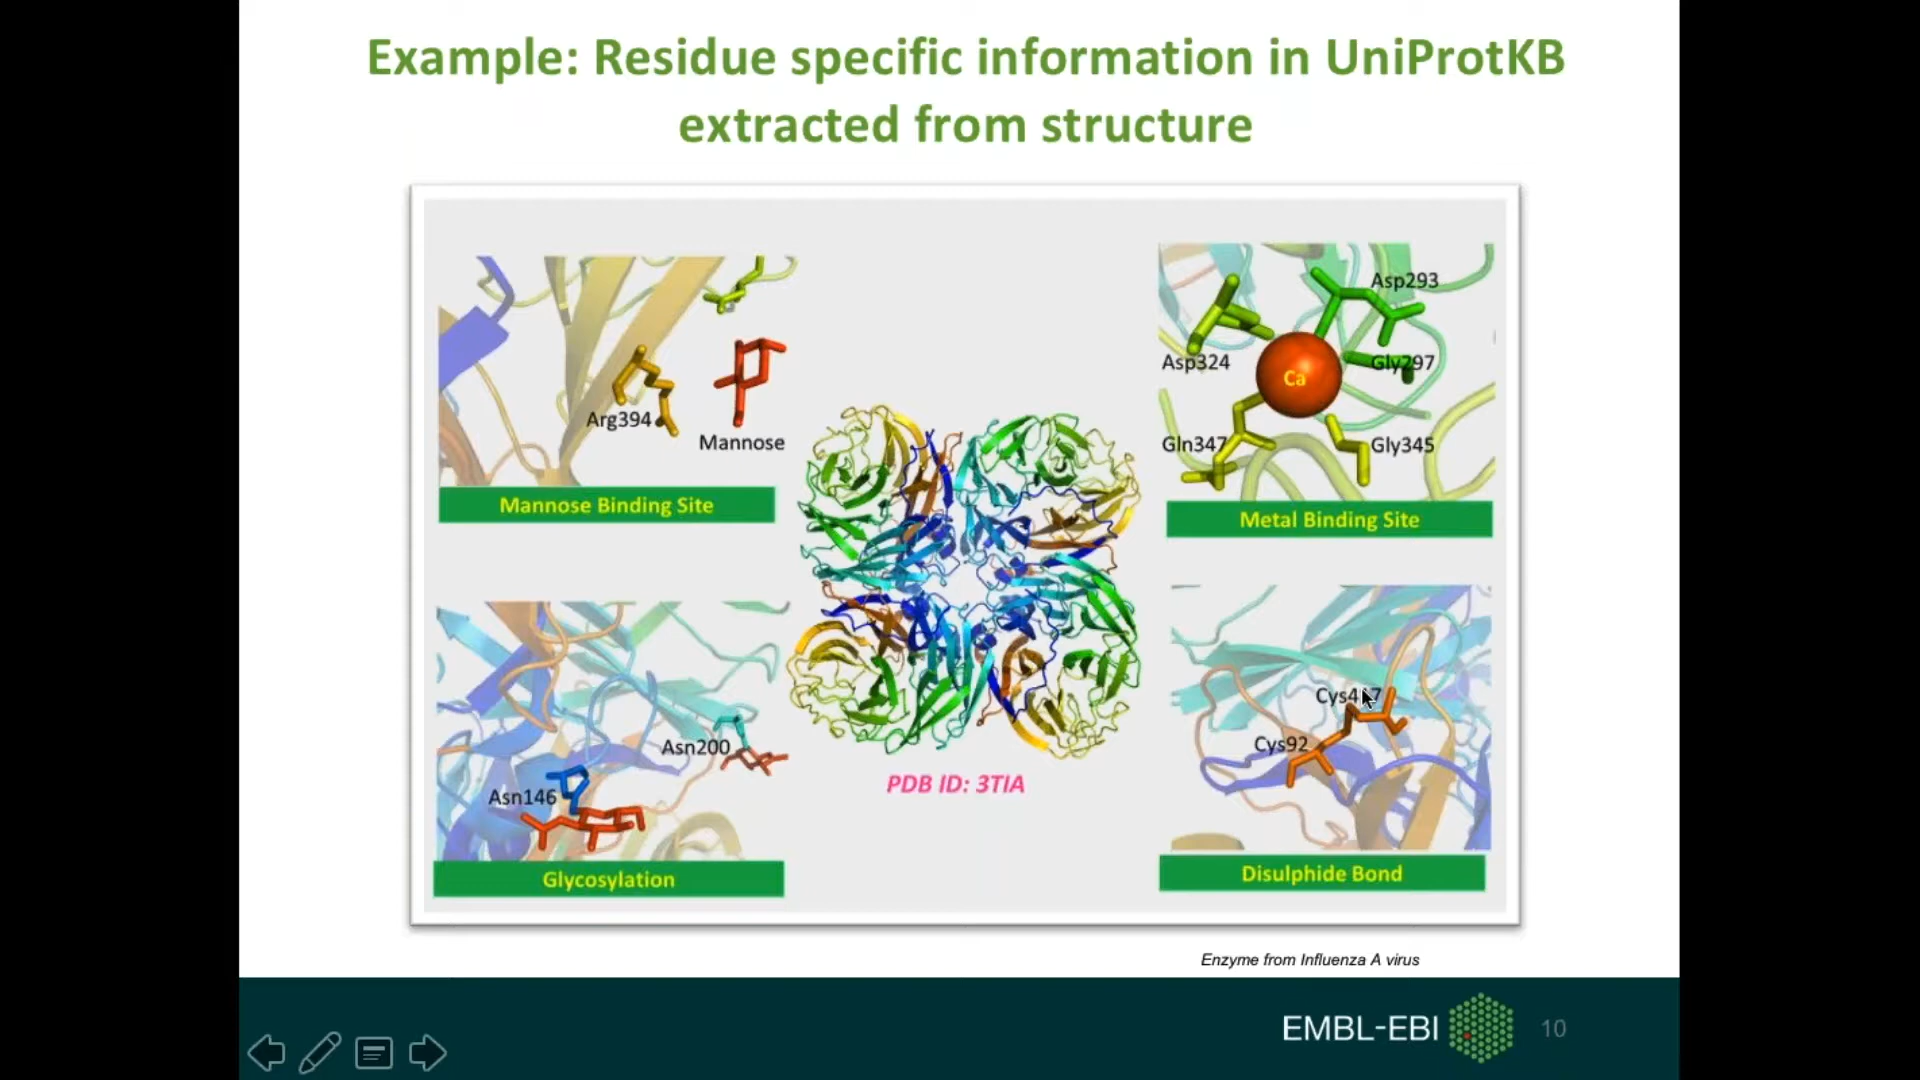 Example: Residue specific information in UniProtKB
extracted from structure
Arg394
Mannose
Mannose Binding Site
Asp293
Asp324
Gly297
Ca
Gln347
Gly345
Metal Binding Site
Asn200
Asn146
Glycosylation
PDB ID: 3TIA
Cys92
Disulphide Bond
Enzyme from Influenza A virus
EMBL-EBI
10